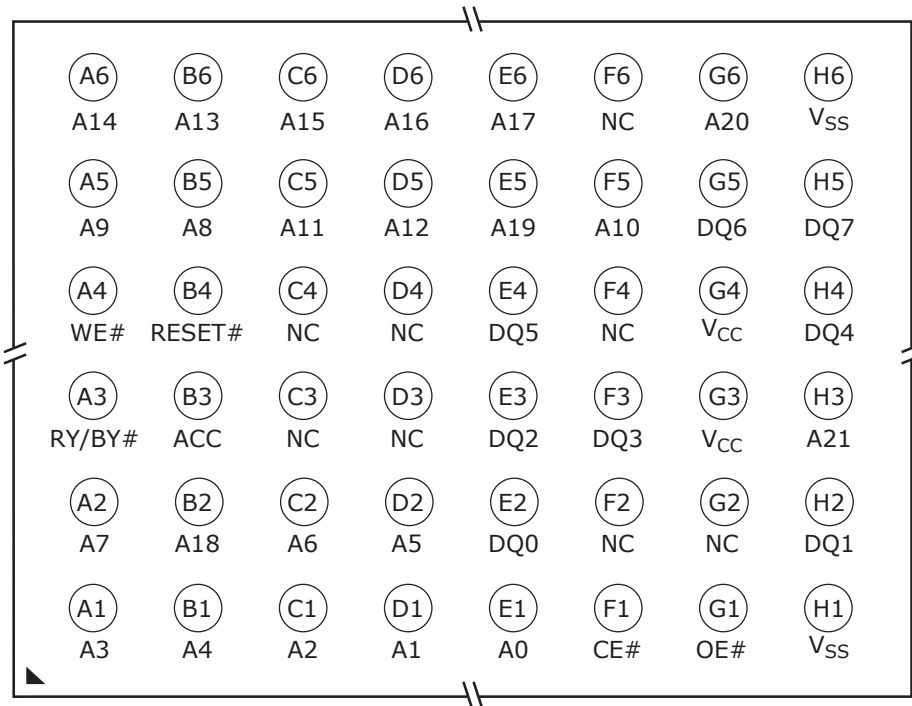 A6 B6 C6 D6 E6 F6 G6 H6
A14 A13 A15 A16 A17 NC A20 VSS
A5 B5 C5 D5 E5 F5 G5 H5
A9 A8 A11 A12 A19 A10 DQ6 DQ7
A4 B4 C4 D4 E4 F4 G4 H4
WE# RESET# NC NC DQ5 NC VCC DQ4
A3 B3 C3 D3 E3 F3 G3 H3
RY/BY# ACC NC NC DQ2 DQ3 VCC A21
A2 B2 C2 D2 E2 F2 G2 H2
A7 A18 A6 A5 DQ0 NC NC DQ1
A1 B1 C1 D1 E1 F1 G1 H1
A3 A4 A2 A1 A0 CE# OE# VSS